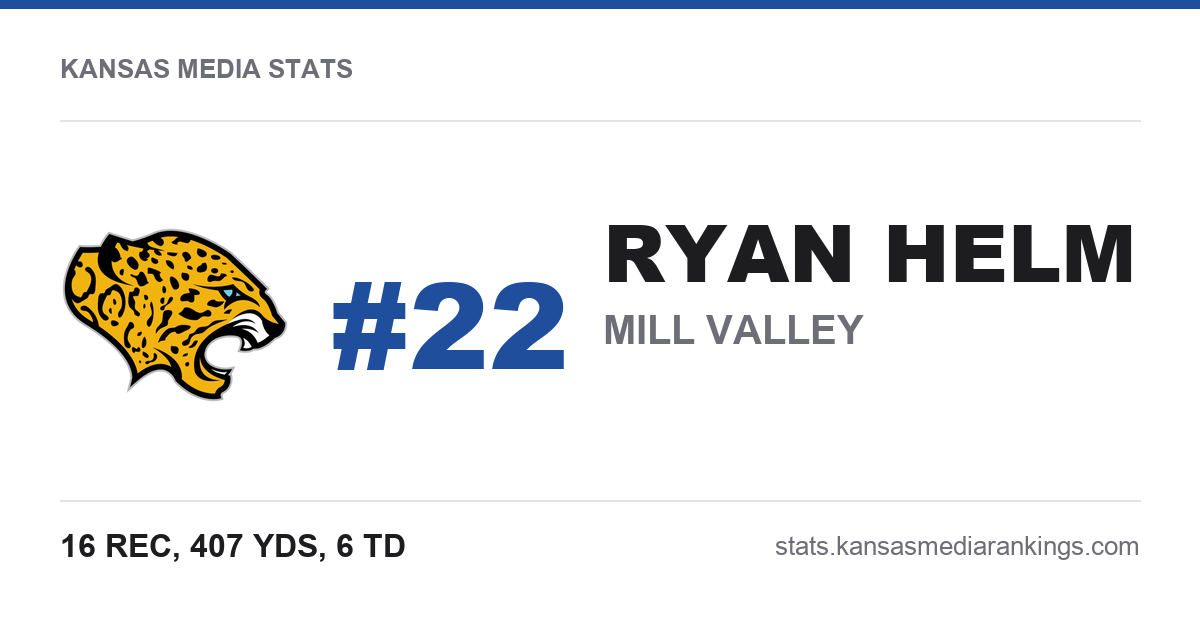 KANSAS MEDIA STATS
#22
RYAN HELM
MILL VALLEY
16 REC, 407 YDS, 6 TD
stats.kansasmediarankings.com